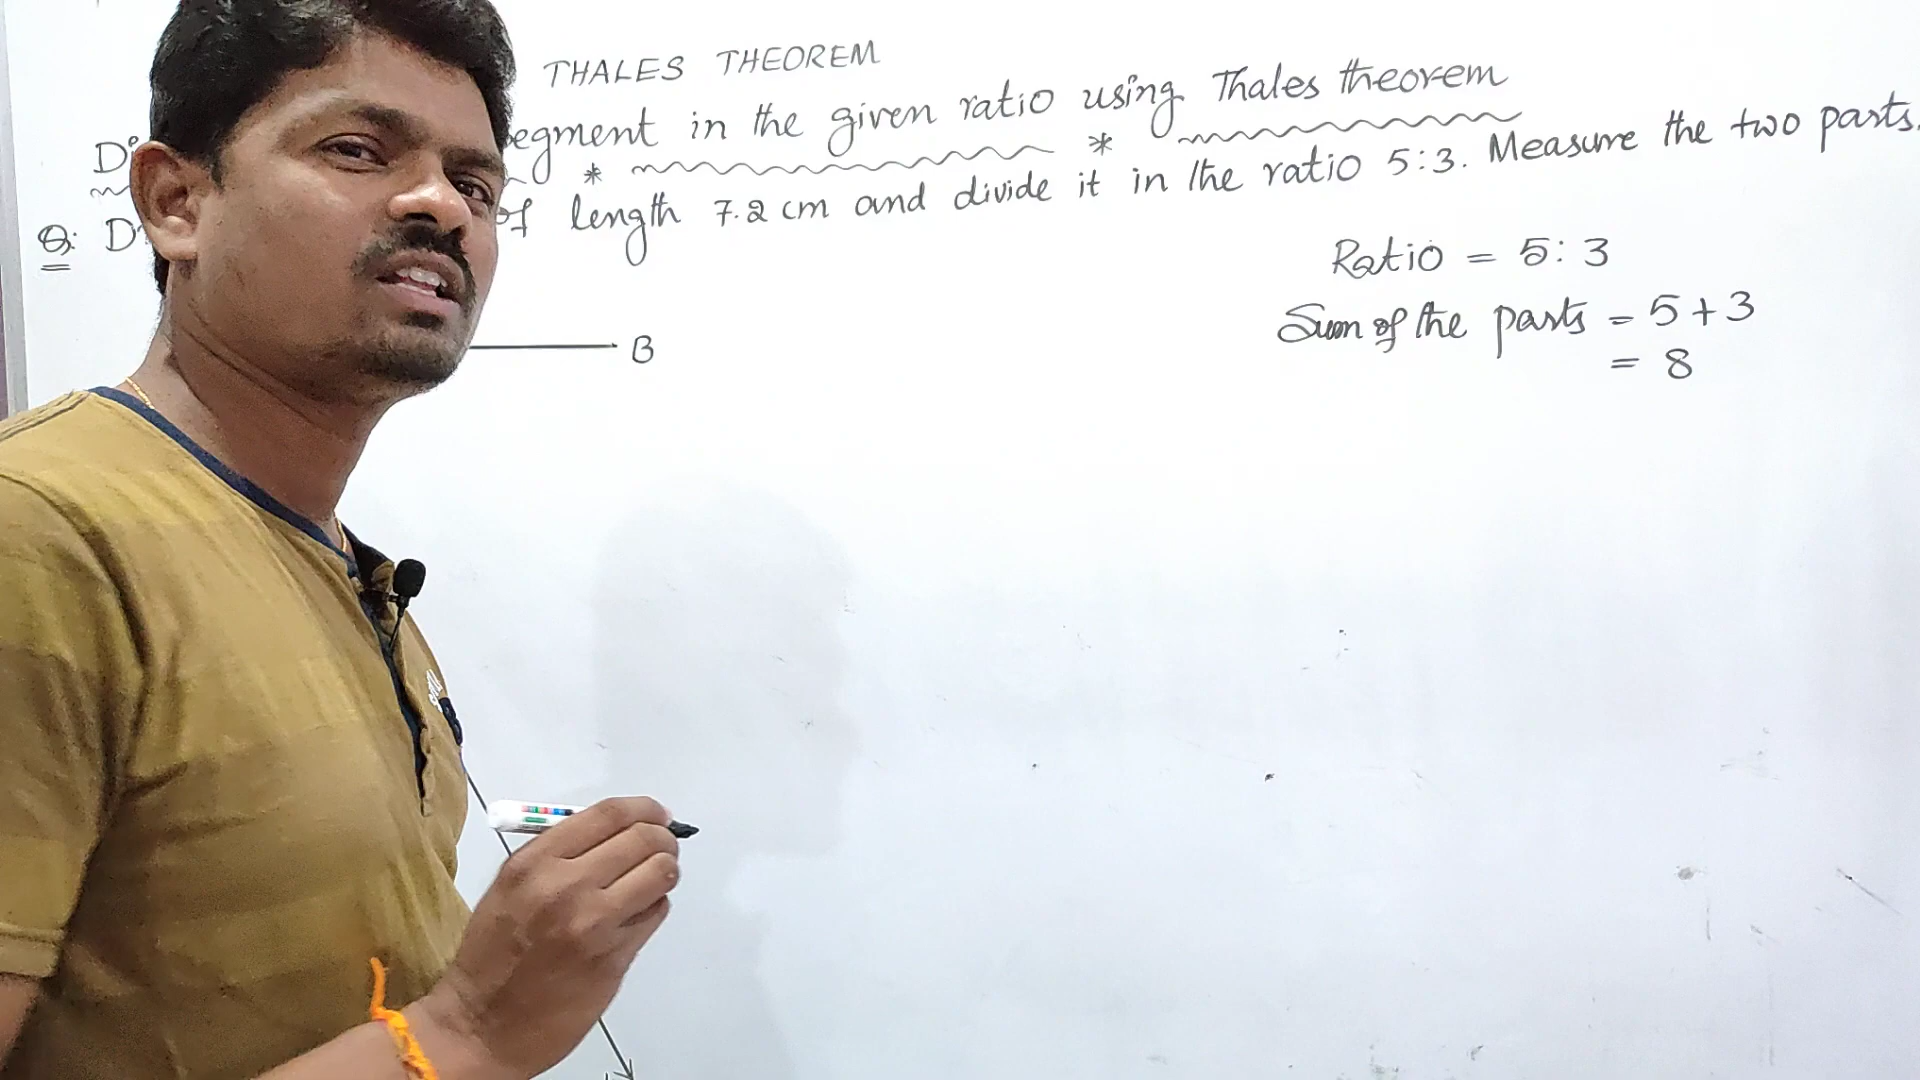 THALES THEOREM
egment in the given ratio using Thales theorem
Q: D of length 7.2 cm and divide it in the ratio 5:3. Measure the two parts.
Ratio = 5:3
Sum of the parts = 5+3
= 8
B